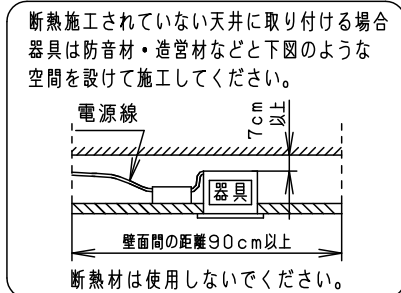 断熱施工されていない天井に取り付ける場合
器具は防音材・造営材などと下図のような
空間を設けて施工してください。
電源線
7cm
以上
器具
壁面間の距離90cm以上
断熱材は使用しないでください。